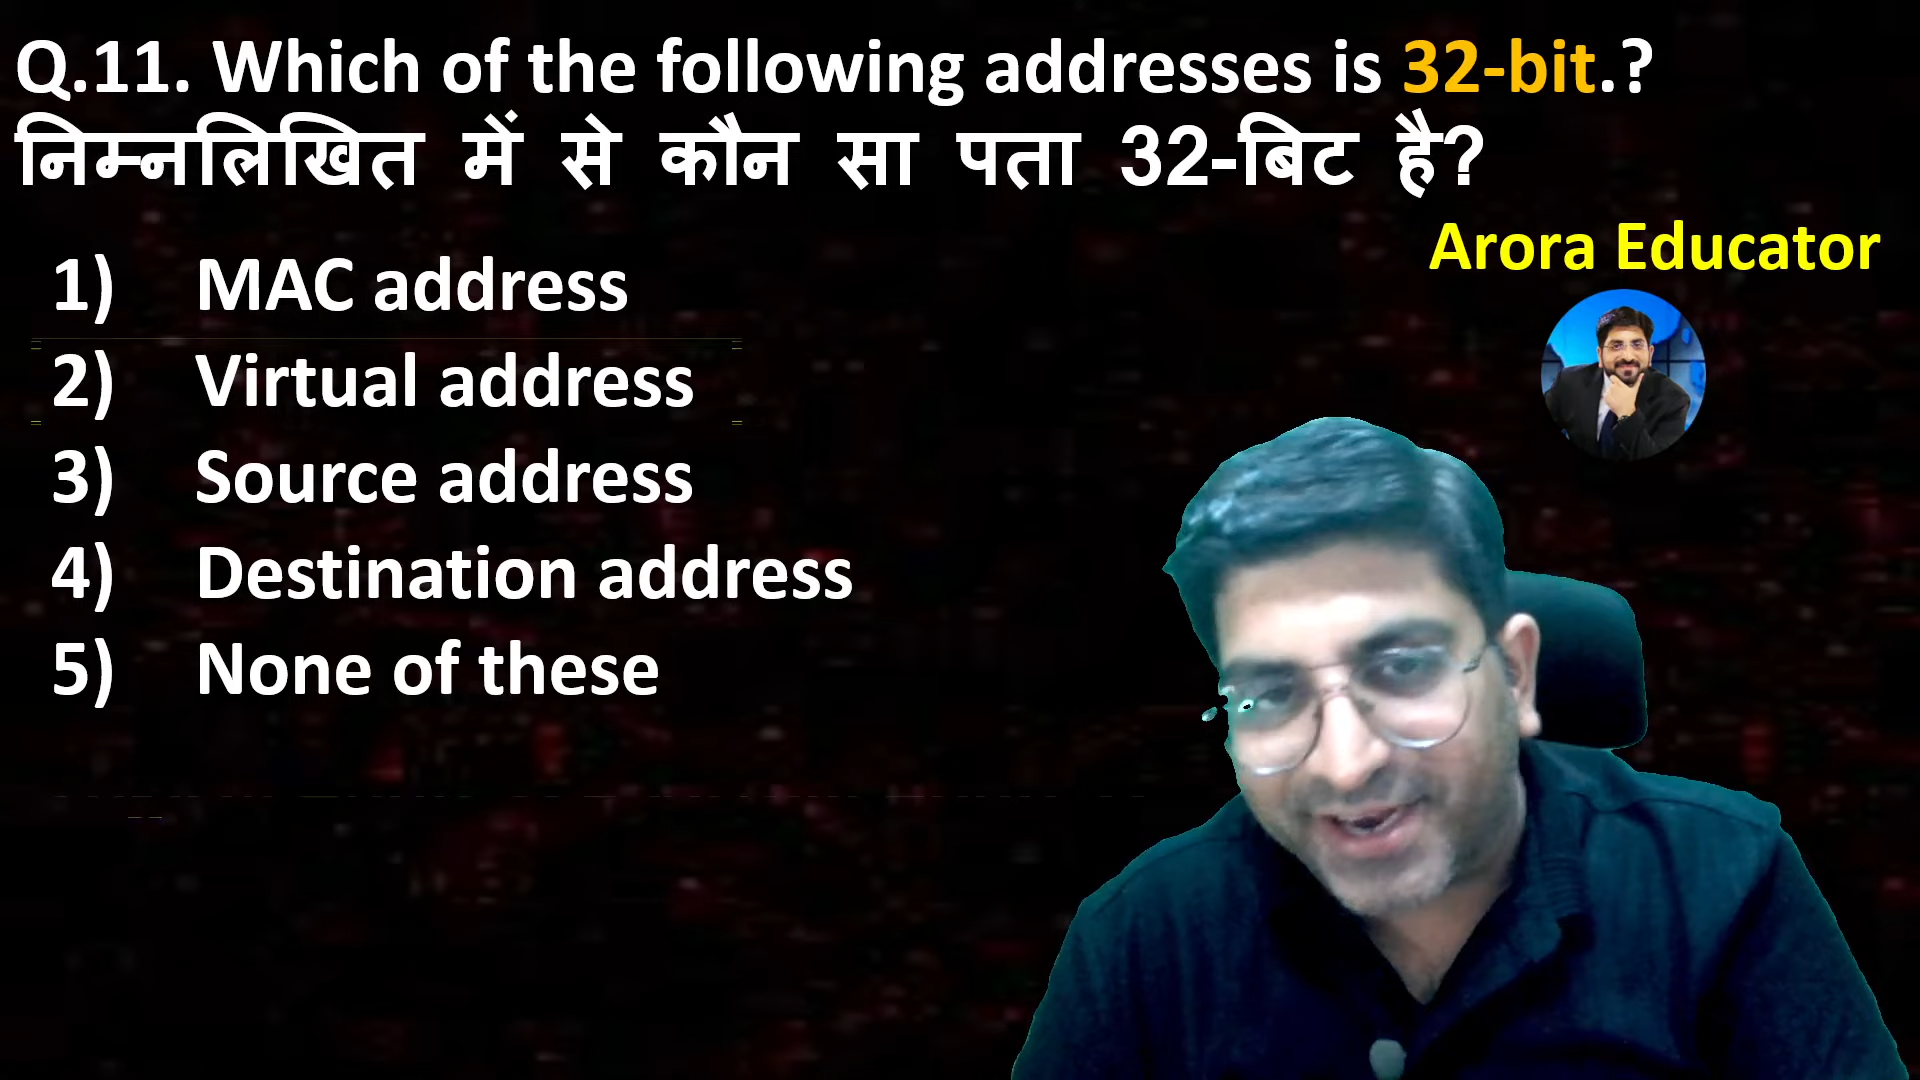 Q.11. Which of the following addresses is 32-bit.?
निम्नलिखित में से कौन सा पता 32-बिट है?
Arora Educator
1) MAC address
2) Virtual address
3) Source address
4) Destination address
5) None of these